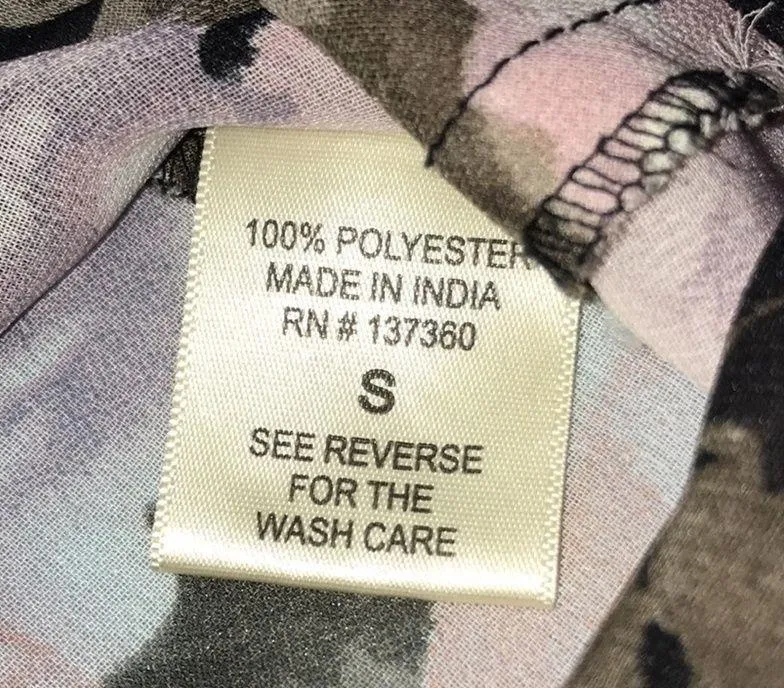 100% POLYESTER
MADE IN INDIA
RN # 137360
S
SEE REVERSE
FOR THE
WASH CARE